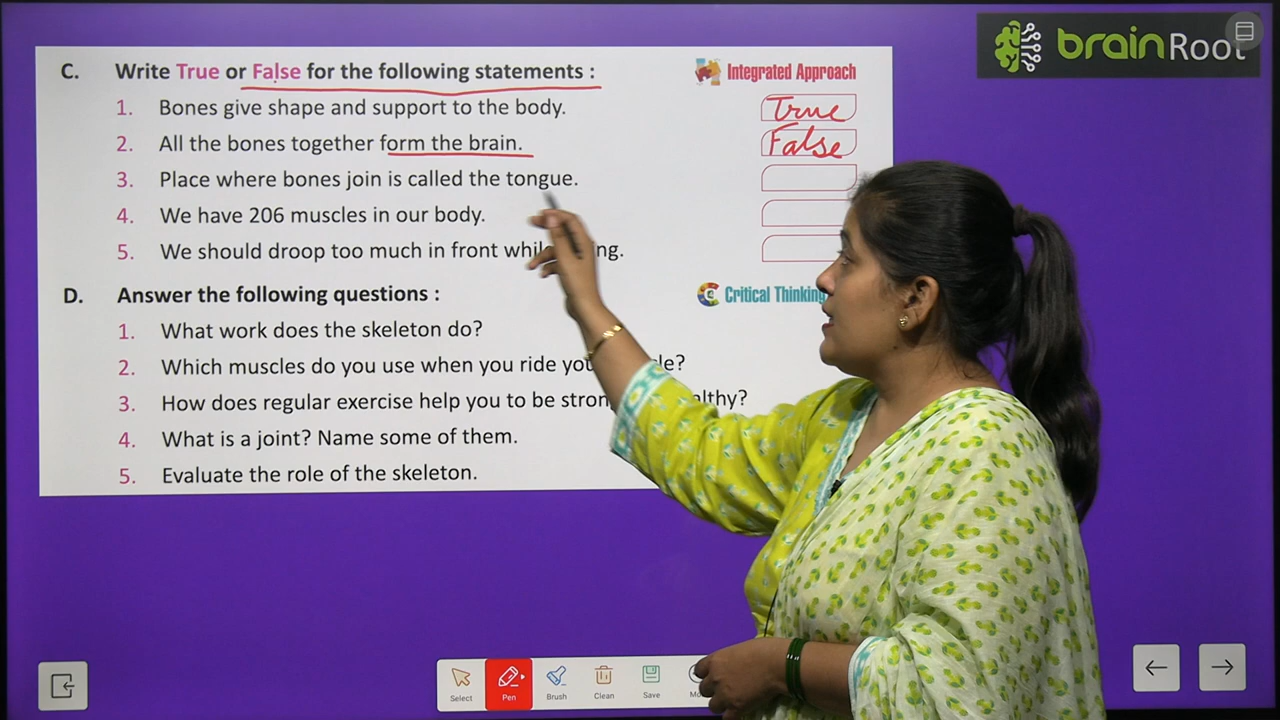 brainRoot
C. Write True or False for the following statements :
Integrated Approach
1. Bones give shape and support to the body. True
2. All the bones together form the brain. False
3. Place where bones join is called the tongue.
4. We have 206 muscles in our body.
5. We should droop too much in front while ng.
D. Answer the following questions :
Critical Thinking
1. What work does the skeleton do?
2. Which muscles do you use when you ride you le?
3. How does regular exercise help you to be stron lthy?
4. What is a joint? Name some of them.
5. Evaluate the role of the skeleton.
Select Pen Brush Clean Save